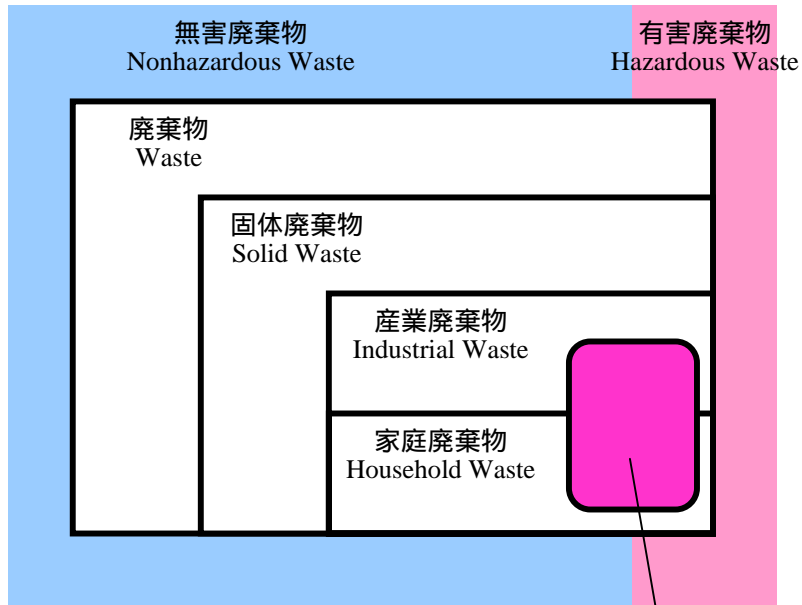 無害廃棄物
Nonhazardous Waste
有害廃棄物
Hazardous Waste
廃棄物
Waste
固体廃棄物
Solid Waste
産業廃棄物
Industrial Waste
家庭廃棄物
Household Waste